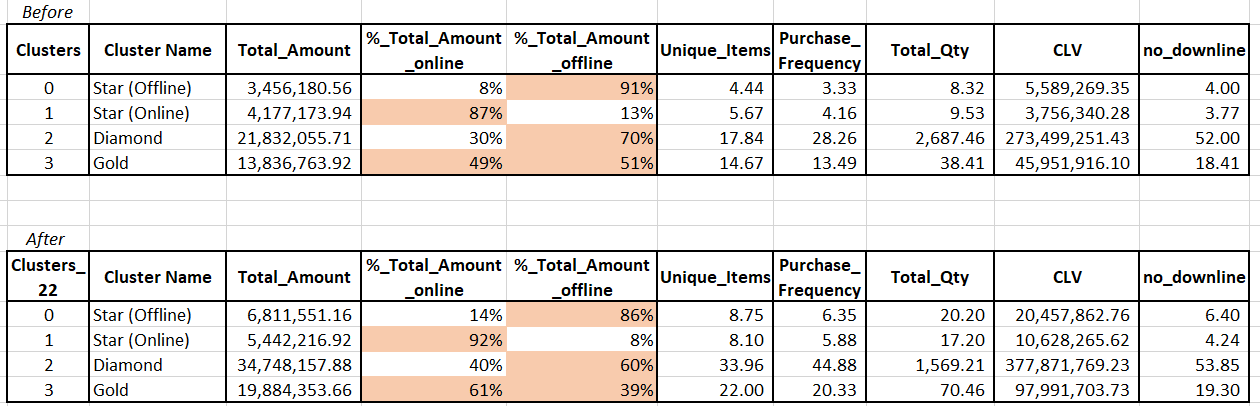 Before
Clusters Cluster Name Total_Amount %_Total_Amount_online %_Total_Amount_offline Unique_Items Purchase_Frequency Total_Qty CLV no_downline
0 Star (Offline) 3,456,180.56 8% 91% 4.44 3.33 8.32 5,589,269.35 4.00
1 Star (Online) 4,177,173.94 87% 13% 5.67 4.16 9.53 3,756,340.28 3.77
2 Diamond 21,832,055.71 30% 70% 17.84 28.26 2,687.46 273,499,251.43 52.00
3 Gold 13,836,763.92 49% 51% 14.67 13.49 38.41 45,951,916.10 18.41
After
Clusters_22 Cluster Name Total_Amount %_Total_Amount_online %_Total_Amount_offline Unique_Items Purchase_Frequency Total_Qty CLV no_downline
0 Star (Offline) 6,811,551.16 14% 86% 8.75 6.35 20.20 20,457,862.76 6.40
1 Star (Online) 5,442,216.92 92% 8% 8.10 5.88 17.20 10,628,265.62 4.24
2 Diamond 34,748,157.88 40% 60% 33.96 44.88 1,569.21 377,871,769.23 53.85
3 Gold 19,884,353.66 61% 39% 22.00 20.33 70.46 97,991,703.73 19.30